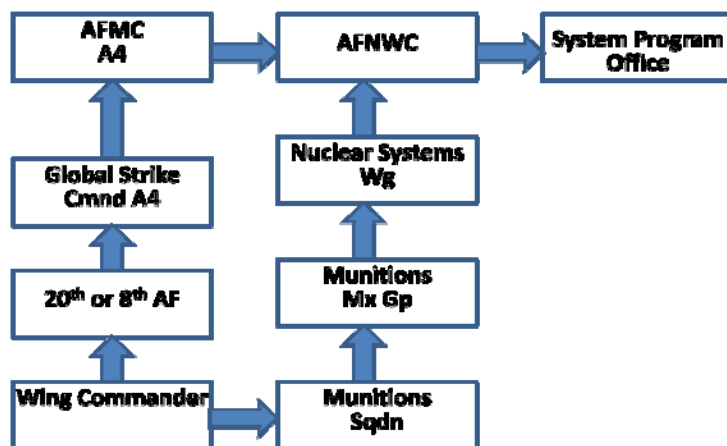 AFMC
A4
AFNWC
System Program
Office
Global Strike
Cmnd A4
Nuclear Systems
Wg
20th or 8th AF
Munitions
Mx Gp
Wing Commander
Munitions
Sqdn